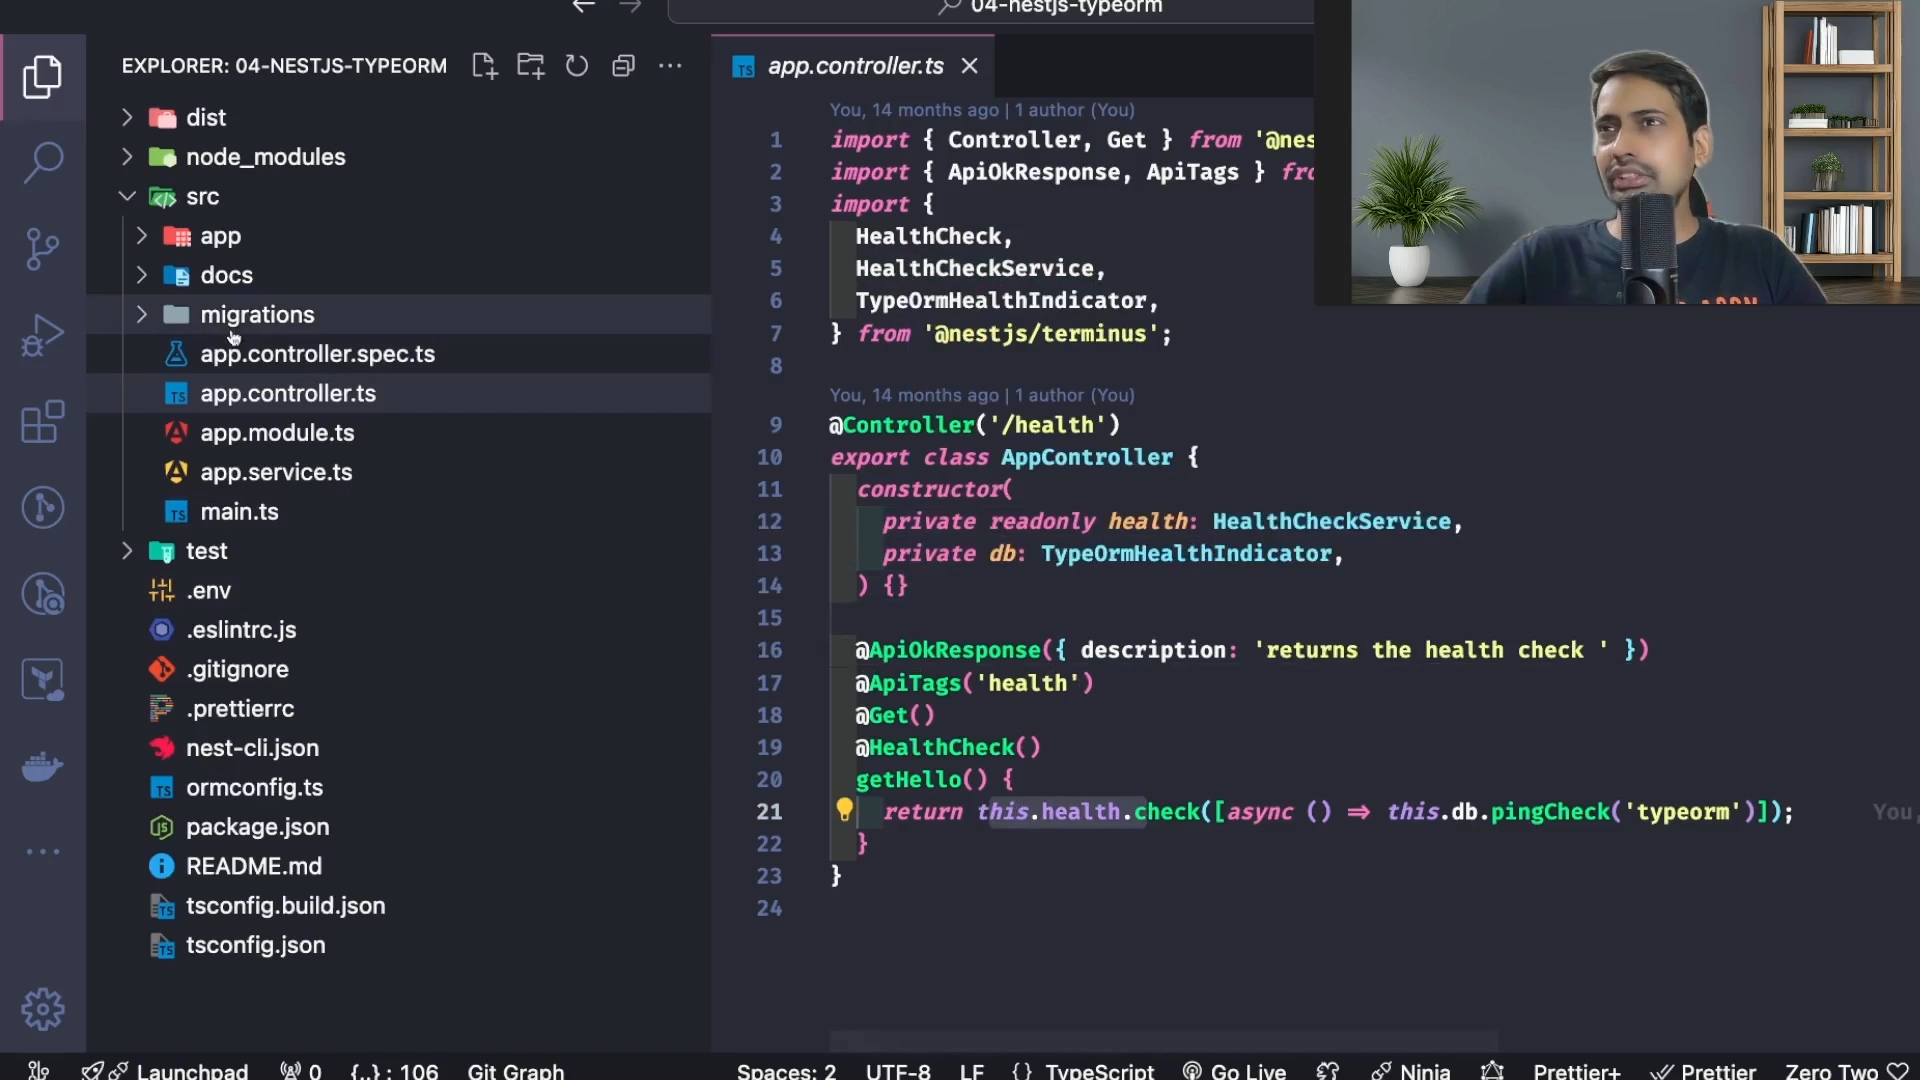 04-nestjs-typeorm
EXPLORER: 04-NESTJS-TYPEORM
dist
node_modules
src
app
docs
migrations
app.controller.spec.ts
app.controller.ts
app.module.ts
app.service.ts
main.ts
test
.env
.eslintrc.js
.gitignore
.prettierrc
nest-cli.json
ormconfig.ts
package.json
README.md
tsconfig.build.json
tsconfig.json
app.controller.ts
You, 14 months ago | 1 author (You)
1 import { Controller, Get } from '@nes
2 import { ApiOkResponse, ApiTags } fro
3 import {
4 HealthCheck,
5 HealthCheckService,
6 TypeOrmHealthIndicator,
7 } from '@nestjs/terminus';
8
You, 14 months ago | 1 author (You)
9 @Controller('/health')
10 export class AppController {
11 constructor(
12 private readonly health: HealthCheckService,
13 private db: TypeOrmHealthIndicator,
14 ) {}
15
16 @ApiOkResponse({ description: 'returns the health check ' })
17 @ApiTags('health')
18 @Get()
19 @HealthCheck()
20 getHello() {
21 return this.health.check([async () => this.db.pingCheck('typeorm')]); You,
22 }
23 }
24
Launchpad 0 {..} : 106 Git Graph Spaces: 2 UTF-8 LF {} TypeScript Go Live Ninja Prettier+ Prettier Zero Two